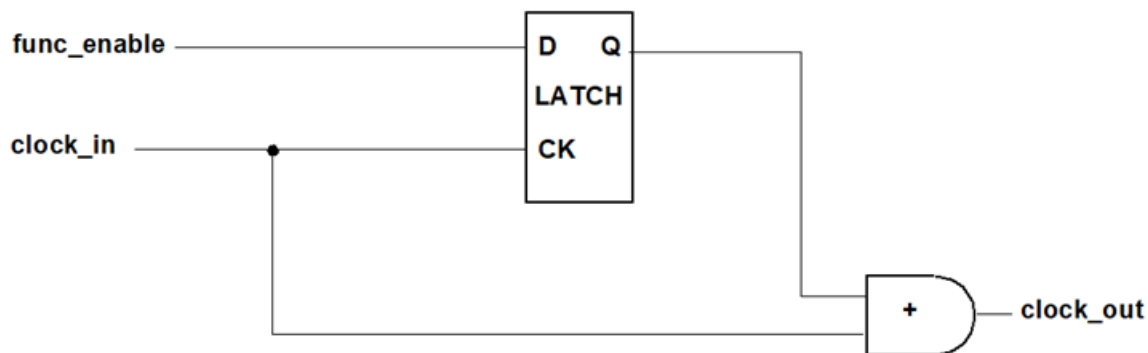 func_enable
D Q
LATCH
clock_in
CK
+
clock_out